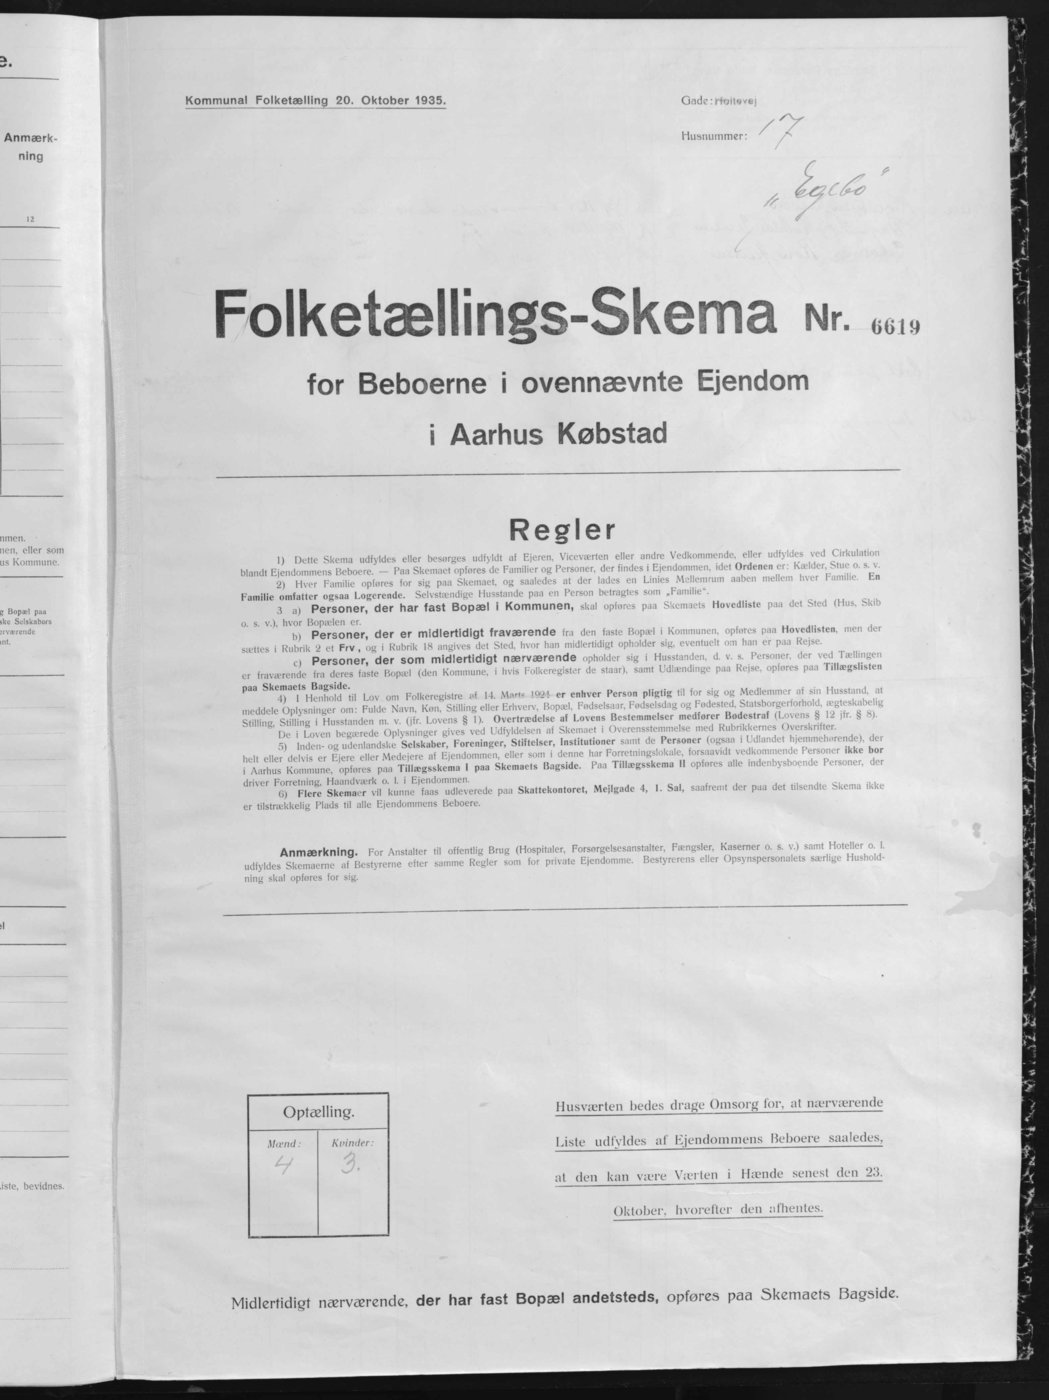 e.
Anmærk-
ning
12
mmen.
nen, eller som
us Kommune.
g Bopæl paa
ske Selskabers
erværende
nt.
el
iste, bevidnes.
Kommunal Folketælling 20. Oktober 1935.
Gade: Holtevej
Husnummer: 17
„Egebo"
Folketællings-Skema Nr. 6619
for Beboerne i ovennævnte Ejendom
i Aarhus Købstad
Regler
1) Dette Skema udfyldes eller besørges udfyldt af Ejeren, Viceværten eller andre Vedkommende, eller udfyldes ved Cirkulation
blandt Ejendommens Beboere. — Paa Skemaet opføres de Familier og Personer, der findes i Ejendommen, idet Ordenen er: Kælder, Stue o. s. v.
2) Hver Familie opføres for sig paa Skemaet, og saaledes at der lades en Linies Mellemrum aaben mellem hver Familie. En
Familie omfatter ogsaa Logerende. Selvstændige Husstande paa en Person betragtes som „Familie".
3 a) Personer, der har fast Bopæl i Kommunen, skal opføres paa Skemaets Hovedliste paa det Sted (Hus, Skib
o. s. v.), hvor Bopælen er.
b) Personer, der er midlertidigt fraværende fra den faste Bopæl i Kommunen, opføres paa Hovedlisten, men der
sættes i Rubrik 2 et Frv., og i Rubrik 18 angives det Sted, hvor han midlertidigt opholder sig, eventuelt om han er paa Rejse.
c) Personer, der som midlertidigt nærværende opholder sig i Husstanden, d. v. s. Personer, der ved Tællingen
er fraværende fra deres faste Bopæl (den Kommune, i hvis Folkeregister de staar), samt Udlændinge paa Rejse, opføres paa Tillægslisten
paa Skemaets Bagside.
4) I Henhold til Lov om Folkeregistre af 14. Marts 1924 er enhver Person pligtig til for sig og Medlemmer af sin Husstand, at
meddele Oplysninger om: Fulde Navn, Køn, Stilling eller Erhverv, Bopæl, Fødselsaar, Fødselsdag og Fødested, Statsborgerforhold, ægteskabelig
Stilling, Stilling i Husstanden m. v. (jfr. Lovens § 1). Overtrædelse af Lovens Bestemmelser medfører Bødestraf (Lovens § 12 jfr. § 8).
De i Loven begærede Oplysninger gives ved Udfyldelsen af Skemaet i Overensstemmelse med Rubrikkernes Overskrifter.
5) Inden- og udenlandske Selskaber, Foreninger, Stiftelser, Institutioner samt de Personer (ogsaa i Udlandet hjemmehørende), der
helt eller delvis er Ejere eller Medejere af Ejendommen, eller som i denne har Forretningslokale, forsaavidt vedkommende Personer ikke bor
i Aarhus Kommune, opføres paa Tillægsskema I paa Skemaets Bagside. Paa Tillægsskema II opføres alle indenbysboende Personer, der
driver Forretning, Haandværk o. l. i Ejendommen.
6) Flere Skemaer vil kunne faas udleverede paa Skattekontoret, Mejlgade 4, 1. Sal, saafremt der paa det tilsendte Skema ikke
er tilstrækkelig Plads til alle Ejendommens Beboere.
Anmærkning. For Anstalter til offentlig Brug (Hospitaler, Forsørgelsesanstalter, Fængsler, Kaserner o. s. v.) samt Hoteller o. l.
udfyldes Skemaerne af Bestyrerne efter samme Regler som for private Ejendomme. Bestyrerens eller Opsynspersonalets særlige Hushold-
ning skal opføres for sig.
Optælling.
Mænd: Kvinder:
4 3.
Husværten bedes drage Omsorg for, at nærværende
Liste udfyldes af Ejendommens Beboere saaledes,
at den kan være Værten i Hænde senest den 23.
Oktober, hvorefter den afhentes.
Midlertidigt nærværende, der har fast Bopæl andetsteds, opføres paa Skemaets Bagside.